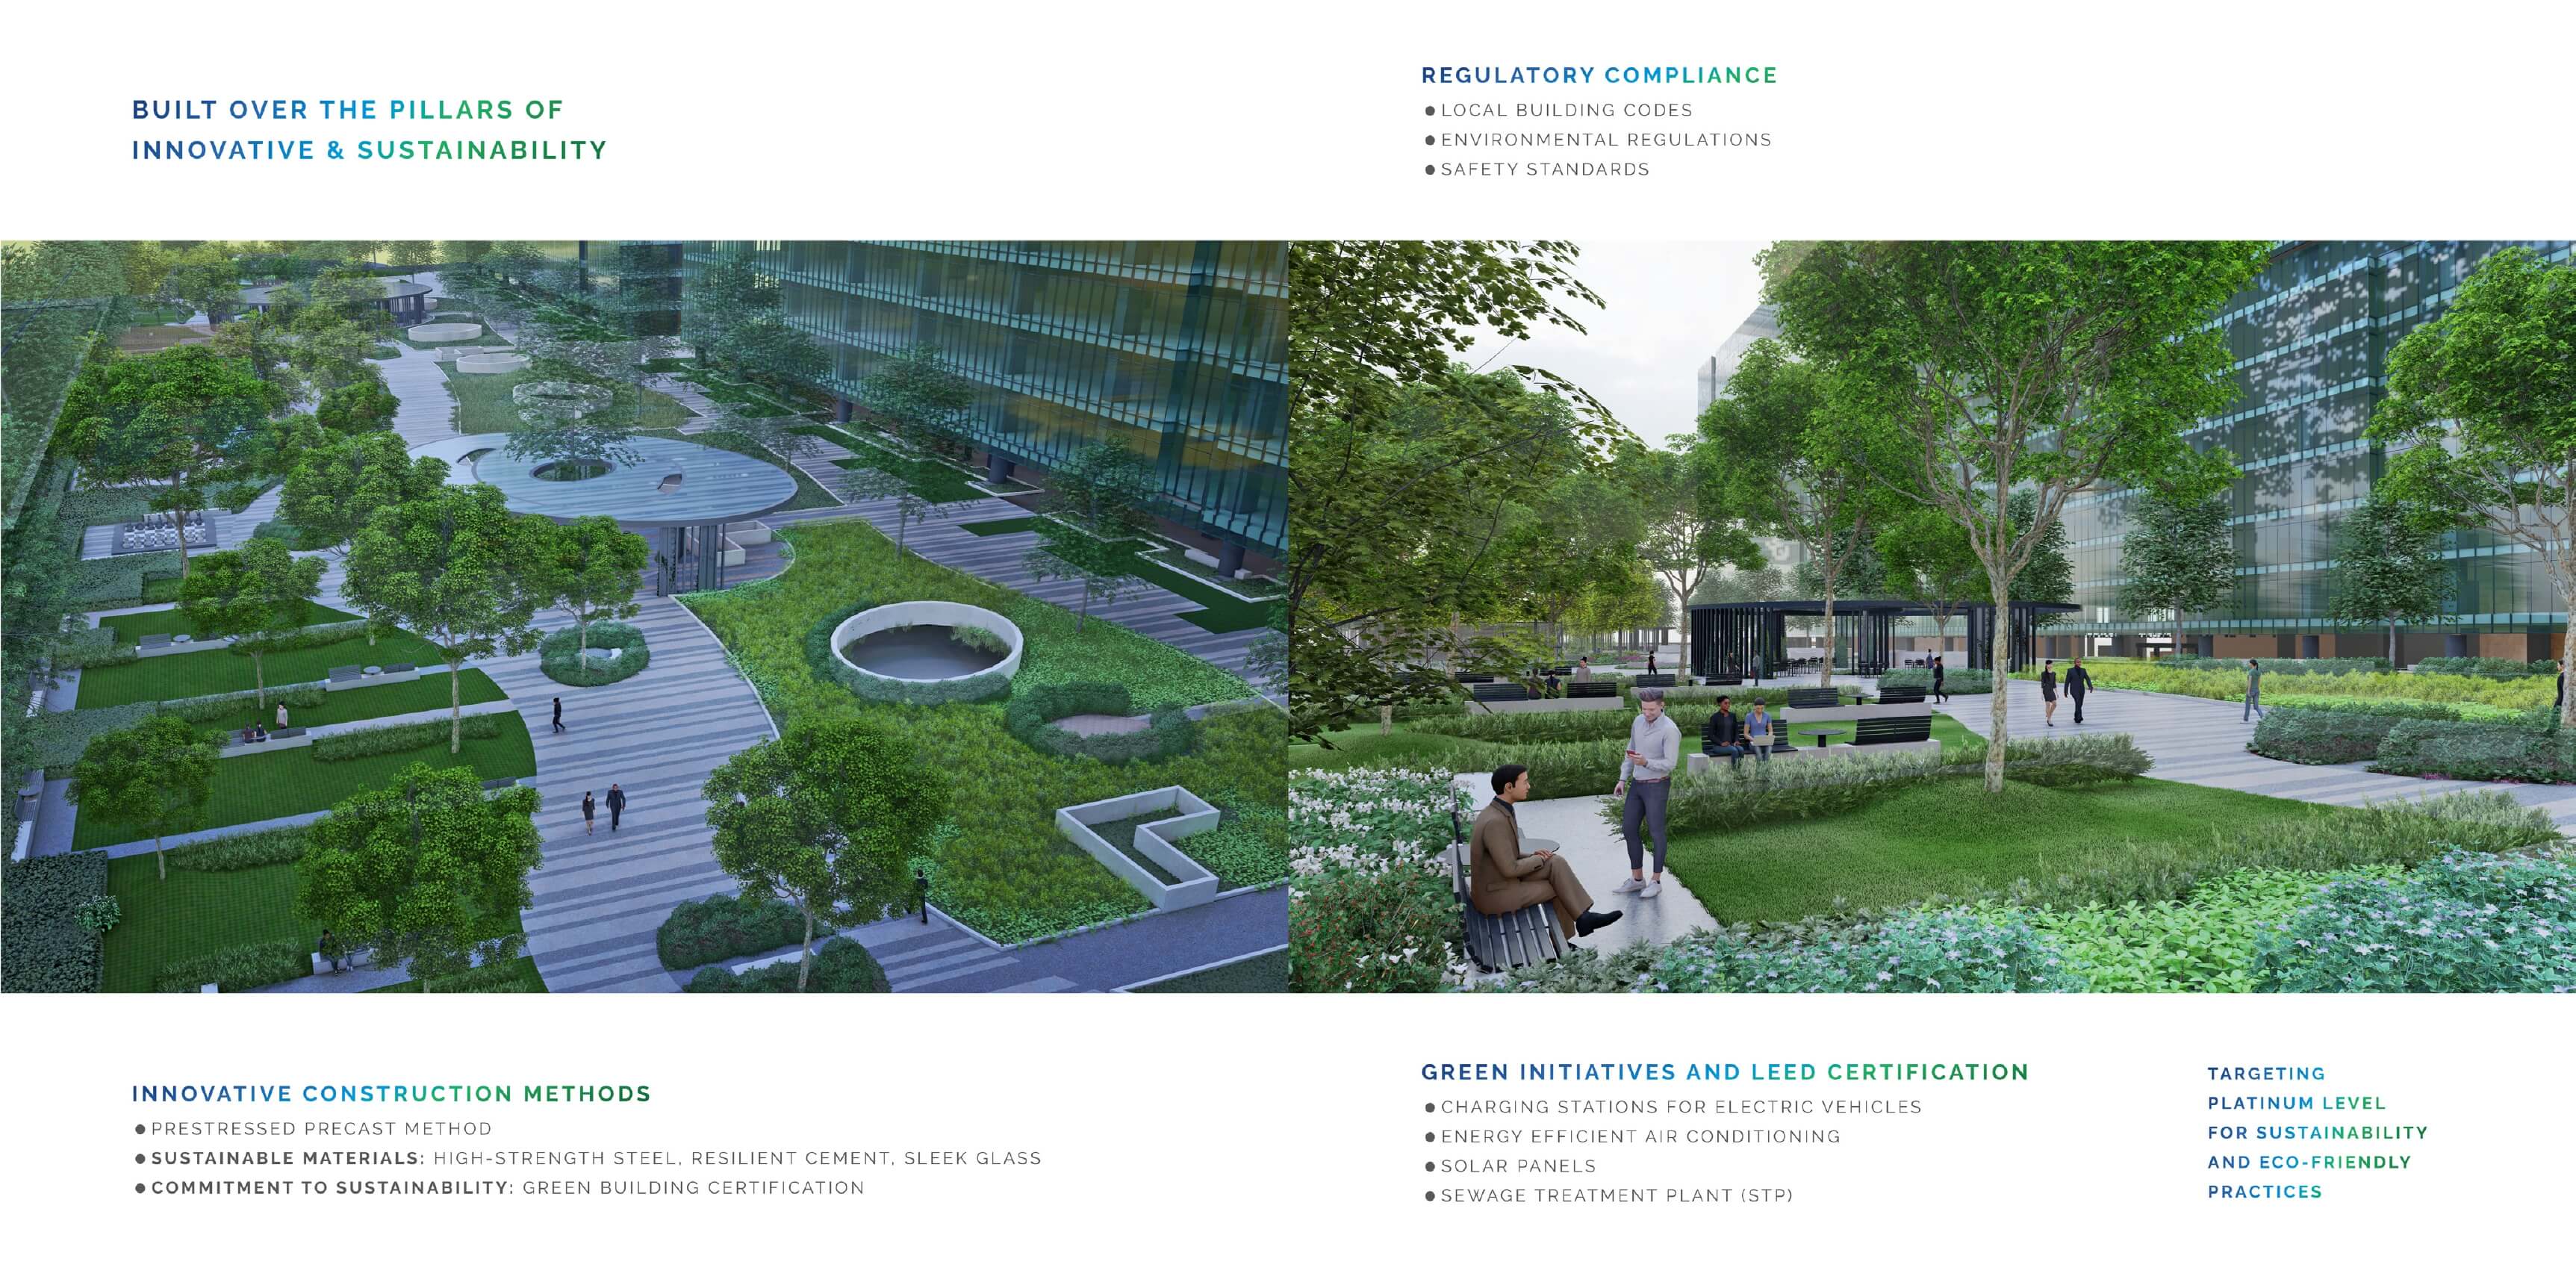 BUILT OVER THE PILLARS OF
INNOVATIVE & SUSTAINABILITY
INNOVATIVE CONSTRUCTION METHODS
● PRESTRESSED PRECAST METHOD
● SUSTAINABLE MATERIALS: HIGH-STRENGTH STEEL, RESILIENT CEMENT, SLEEK GLASS
● COMMITMENT TO SUSTAINABILITY: GREEN BUILDING CERTIFICATION
REGULATORY COMPLIANCE
● LOCAL BUILDING CODES
● ENVIRONMENTAL REGULATIONS
● SAFETY STANDARDS
GREEN INITIATIVES AND LEED CERTIFICATION
● CHARGING STATIONS FOR ELECTRIC VEHICLES
● ENERGY EFFICIENT AIR CONDITIONING
● SOLAR PANELS
● SEWAGE TREATMENT PLANT (STP)
TARGETING
PLATINUM LEVEL
FOR SUSTAINABILITY
AND ECO-FRIENDLY
PRACTICES